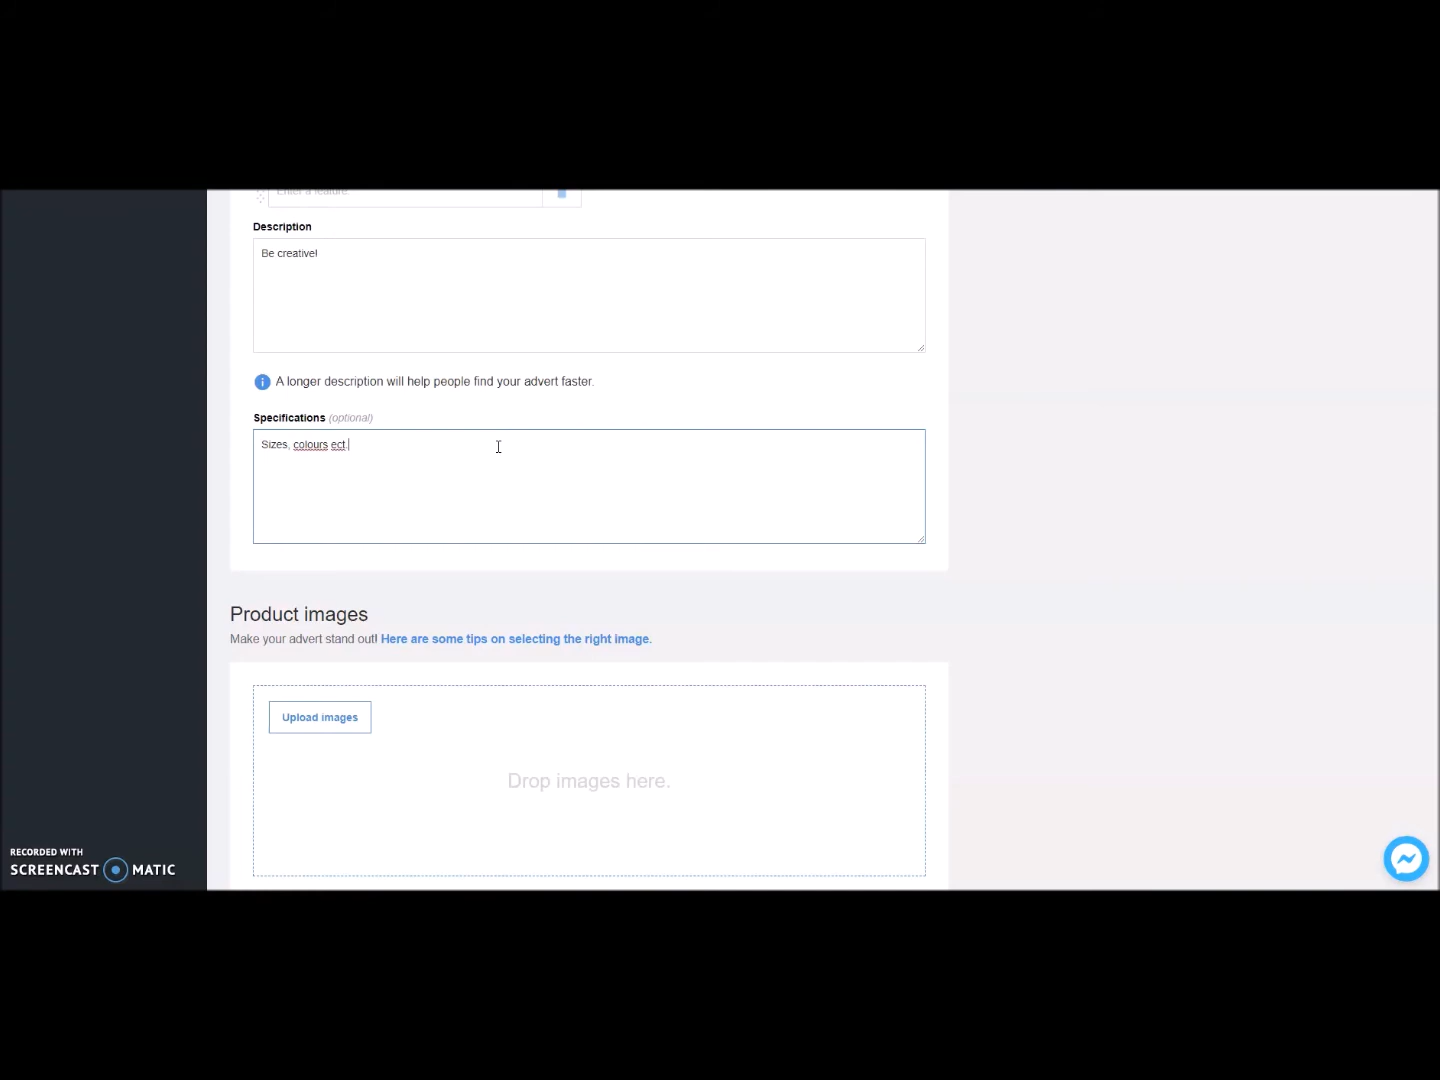 Enter a feature
Description
Be creative!
A longer description will help people find your advert faster.
Specifications (optional)
Sizes, colours ect.
Product images
Make your advert stand out! Here are some tips on selecting the right image.
Upload images
Drop images here.
RECORDED WITH
SCREENCAST MATIC